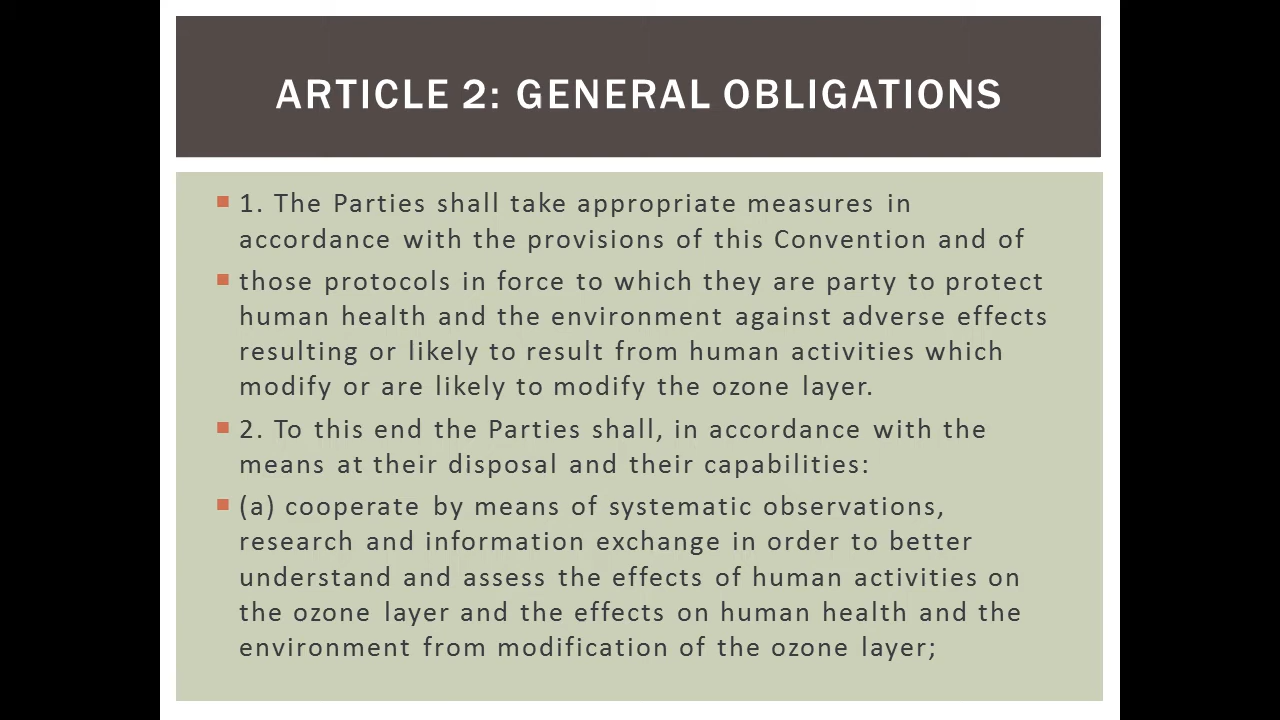 ARTICLE 2: GENERAL OBLIGATIONS
1. The Parties shall take appropriate measures in
accordance with the provisions of this Convention and of
those protocols in force to which they are party to protect
human health and the environment against adverse effects
resulting or likely to result from human activities which
modify or are likely to modify the ozone layer.
2. To this end the Parties shall, in accordance with the
means at their disposal and their capabilities:
(a) cooperate by means of systematic observations,
research and information exchange in order to better
understand and assess the effects of human activities on
the ozone layer and the effects on human health and the
environment from modification of the ozone layer;